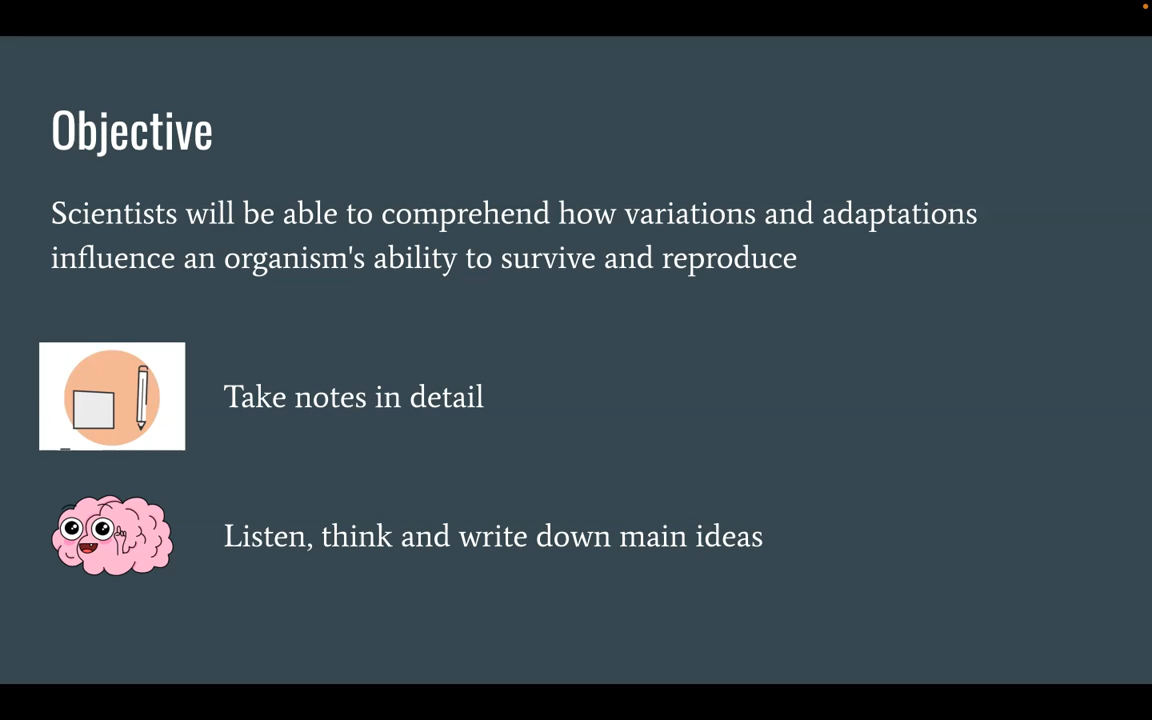 Objective
Scientists will be able to comprehend how variations and adaptations
influence an organism's ability to survive and reproduce
Take notes in detail
Listen, think and write down main ideas